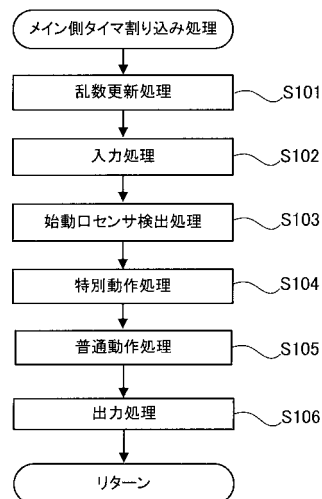 メイン側タイマ割り込み処理
乱数更新処理 S101
入力処理 S102
始動口センサ検出処理 S103
特別動作処理 S104
普通動作処理 S105
出力処理 S106
リターン